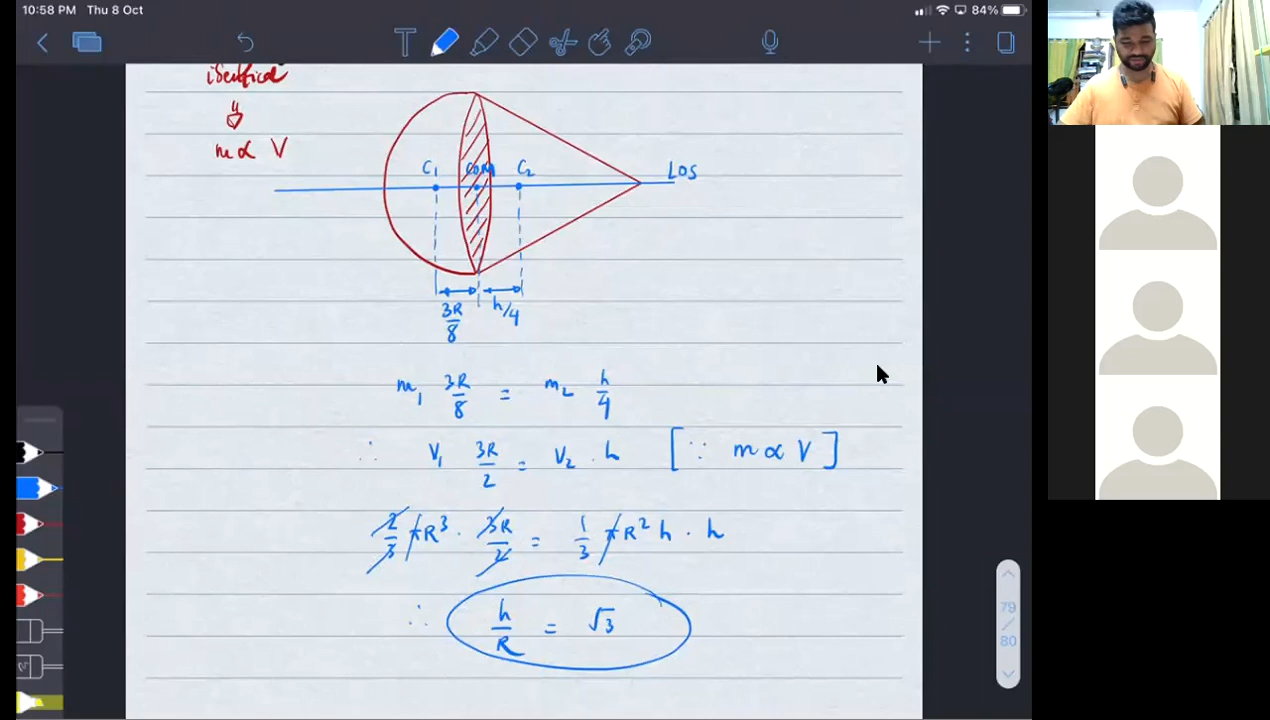 10:58 PM Thu 8 Oct
84%
T
identical
m ∝ V
C₁ COM C₂ LOS
3R/8 h/4
m₁ 3R/8 = m₂ h/4
∴ V₁ 3R/2 = V₂ · h [∵ m ∝ V]
2/3 πR³ · 3R/2 = 1/3 πR² h · h
∴ h/R = √3
79
/
80